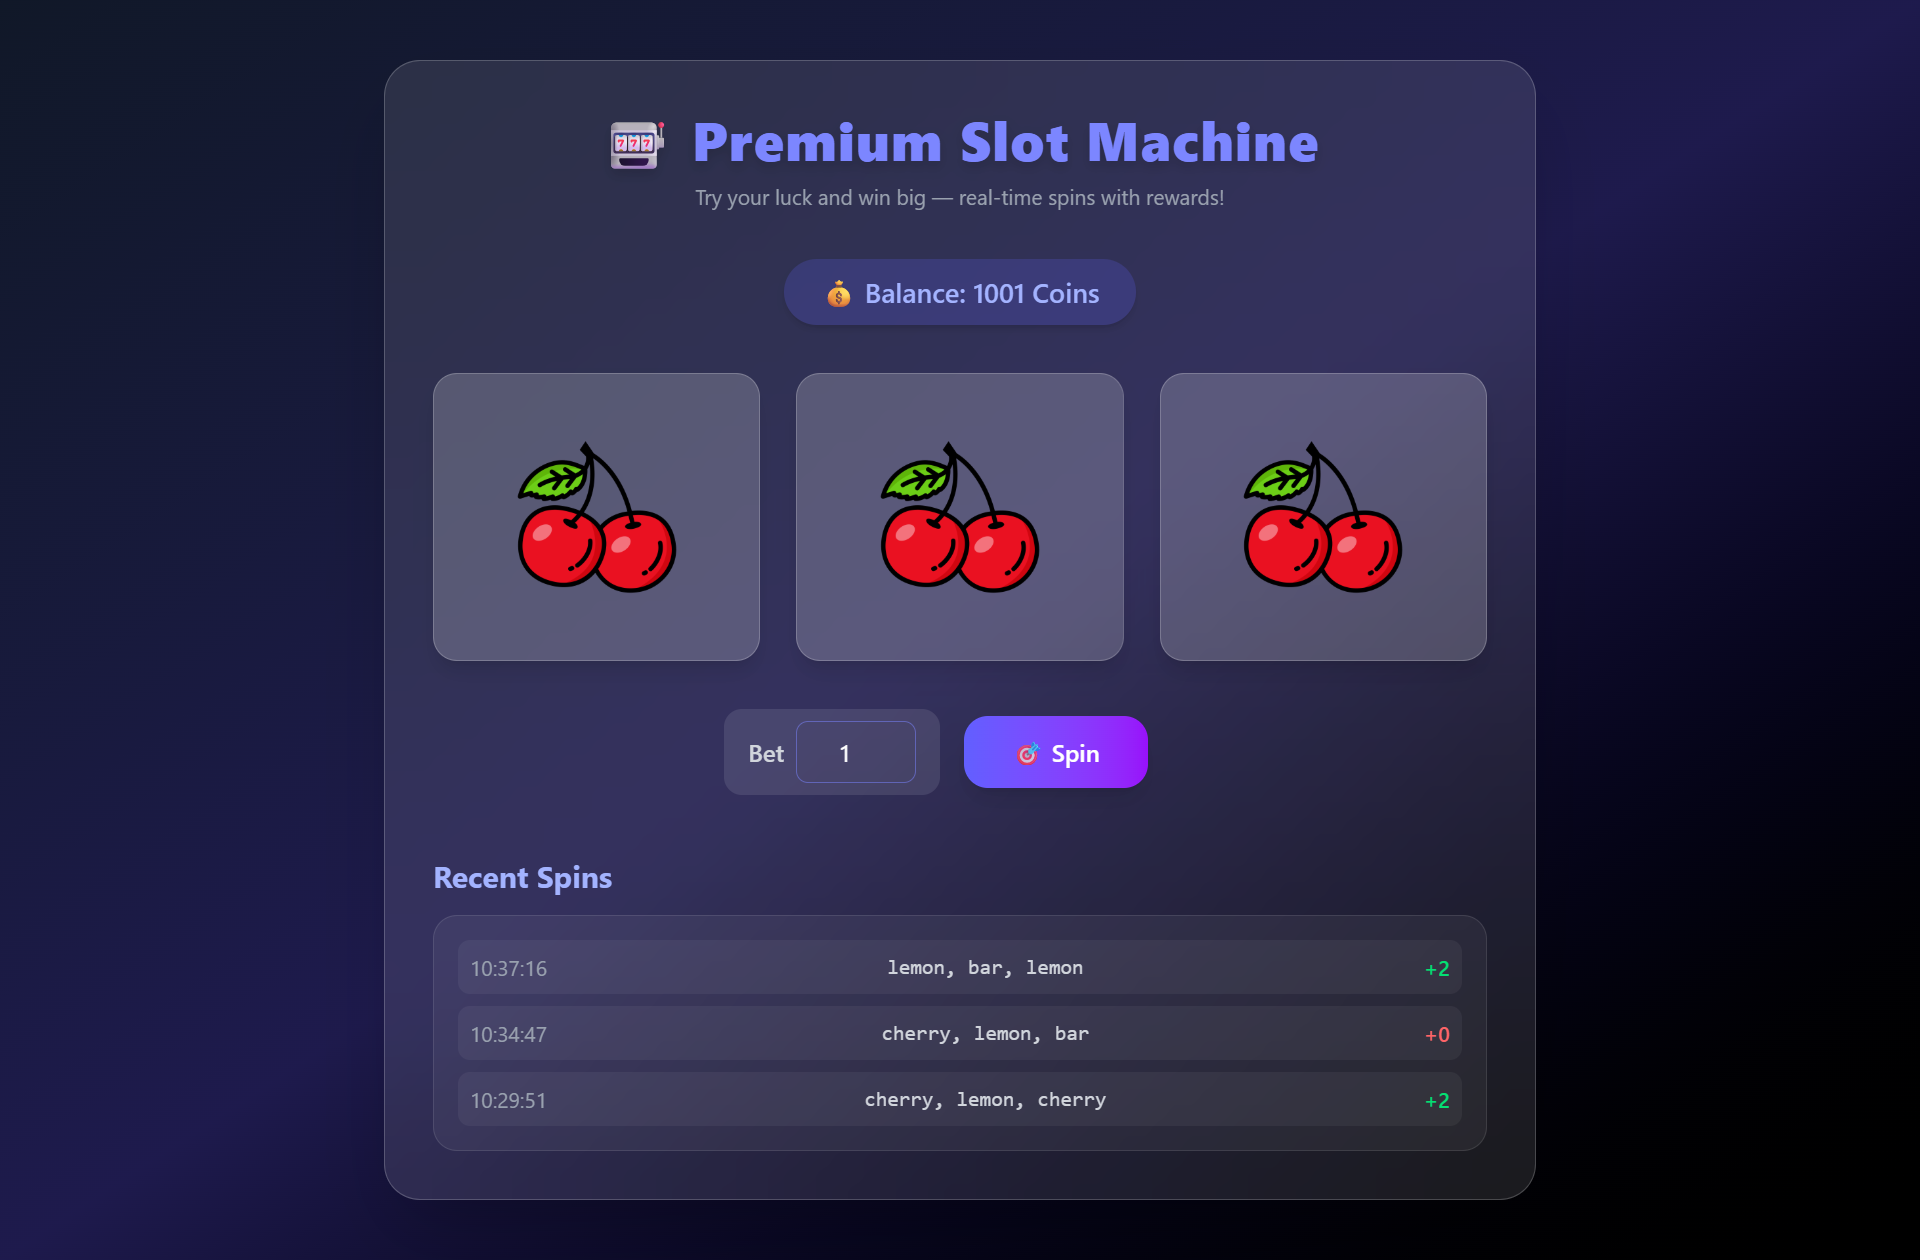 🎰 Premium Slot Machine
Try your luck and win big — real-time spins with rewards!
💰 Balance: 1001 Coins
Bet 1 🎯 Spin
Recent Spins
10:37:16 lemon, bar, lemon +2
10:34:47 cherry, lemon, bar +0
10:29:51 cherry, lemon, cherry +2